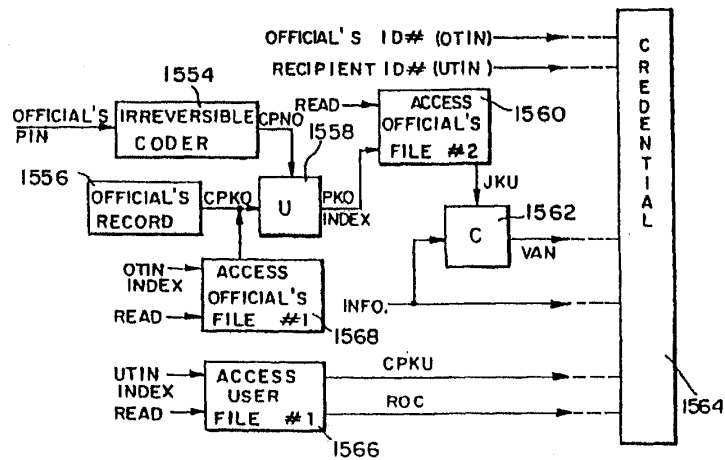 OFFICIAL'S ID# (OTIN)
RECIPIENT ID# (UTIN)
CREDENTIAL
1554
OFFICIAL'S
PIN
IRREVERSIBLE
CODER
CPNO
1558
READ
ACCESS
OFFICIAL'S
FILE #2
1560
1556
OFFICIAL'S
RECORD
CPKO
U
PKO
INDEX
JKU
1562
C
VAN
OTIN
INDEX
READ
ACCESS
OFFICIAL'S
FILE #1
1568
INFO.
UTIN
INDEX
READ
ACCESS
USER
FILE #1
1566
CPKU
ROC
1564